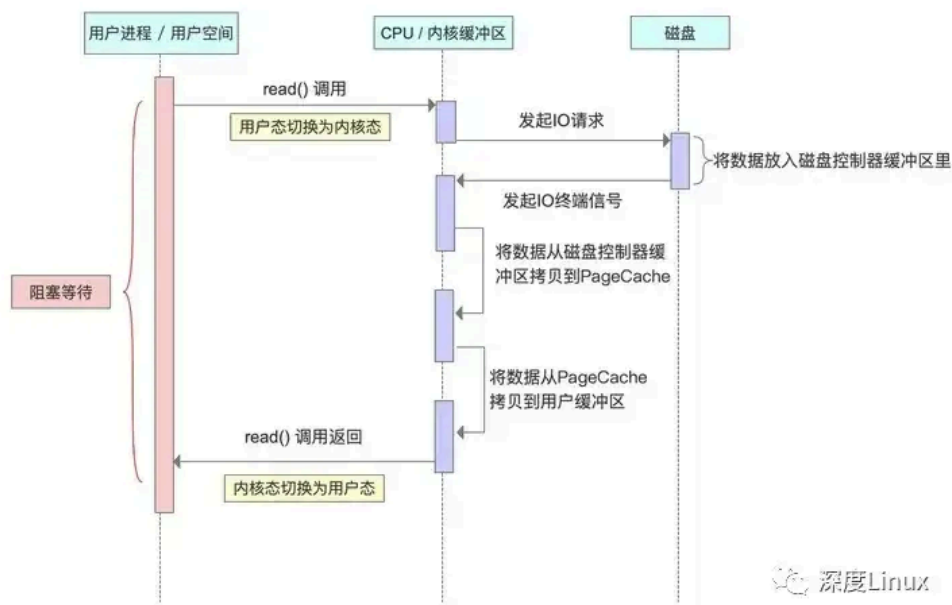 用户进程 / 用户空间
CPU / 内核缓冲区
磁盘
read() 调用
用户态切换为内核态
发起IO请求
将数据放入磁盘控制器缓冲区里
发起IO终端信号
将数据从磁盘控制器缓
冲区拷贝到PageCache
阻塞等待
将数据从PageCache
拷贝到用户缓冲区
read() 调用返回
内核态切换为用户态
深度Linux